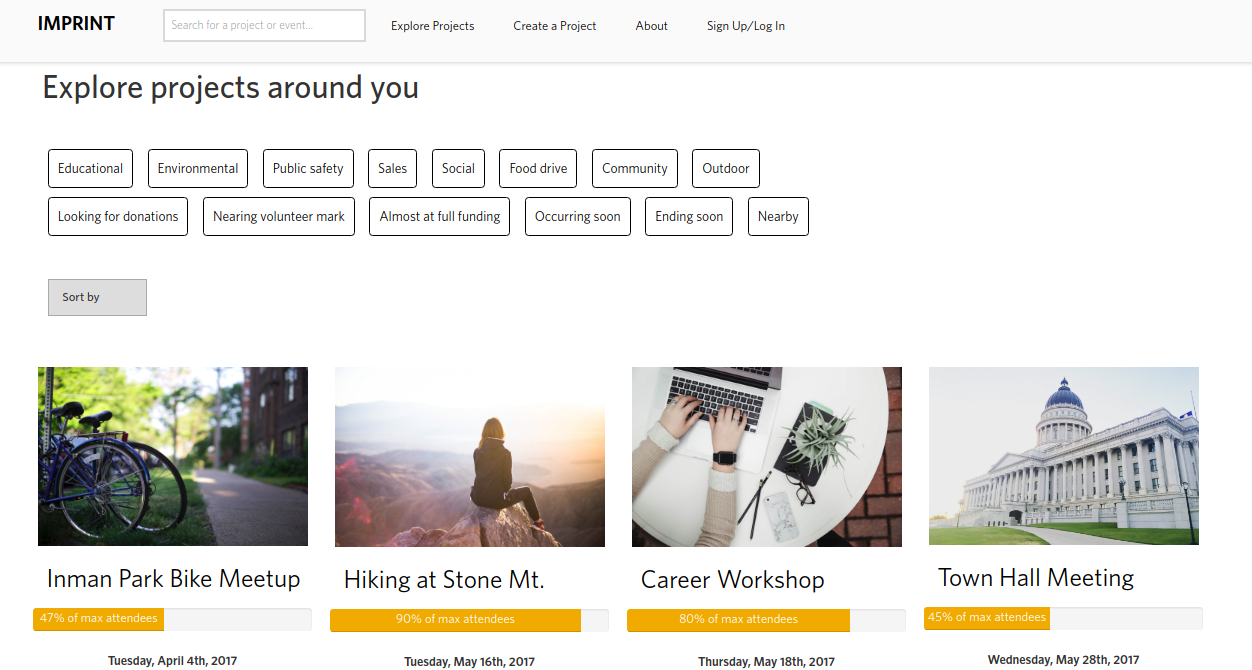 IMPRINT
Search for a project or event...
Explore Projects
Create a Project
About
Sign Up/Log In
Explore projects around you
Educational
Environmental
Public safety
Sales
Social
Food drive
Community
Outdoor
Looking for donations
Nearing volunteer mark
Almost at full funding
Occurring soon
Ending soon
Nearby
Sort by
Inman Park Bike Meetup
47% of max attendees
Tuesday, April 4th, 2017
Hiking at Stone Mt.
90% of max attendees
Tuesday, May 16th, 2017
Career Workshop
80% of max attendees
Thursday, May 18th, 2017
Town Hall Meeting
45% of max attendees
Wednesday, May 28th, 2017